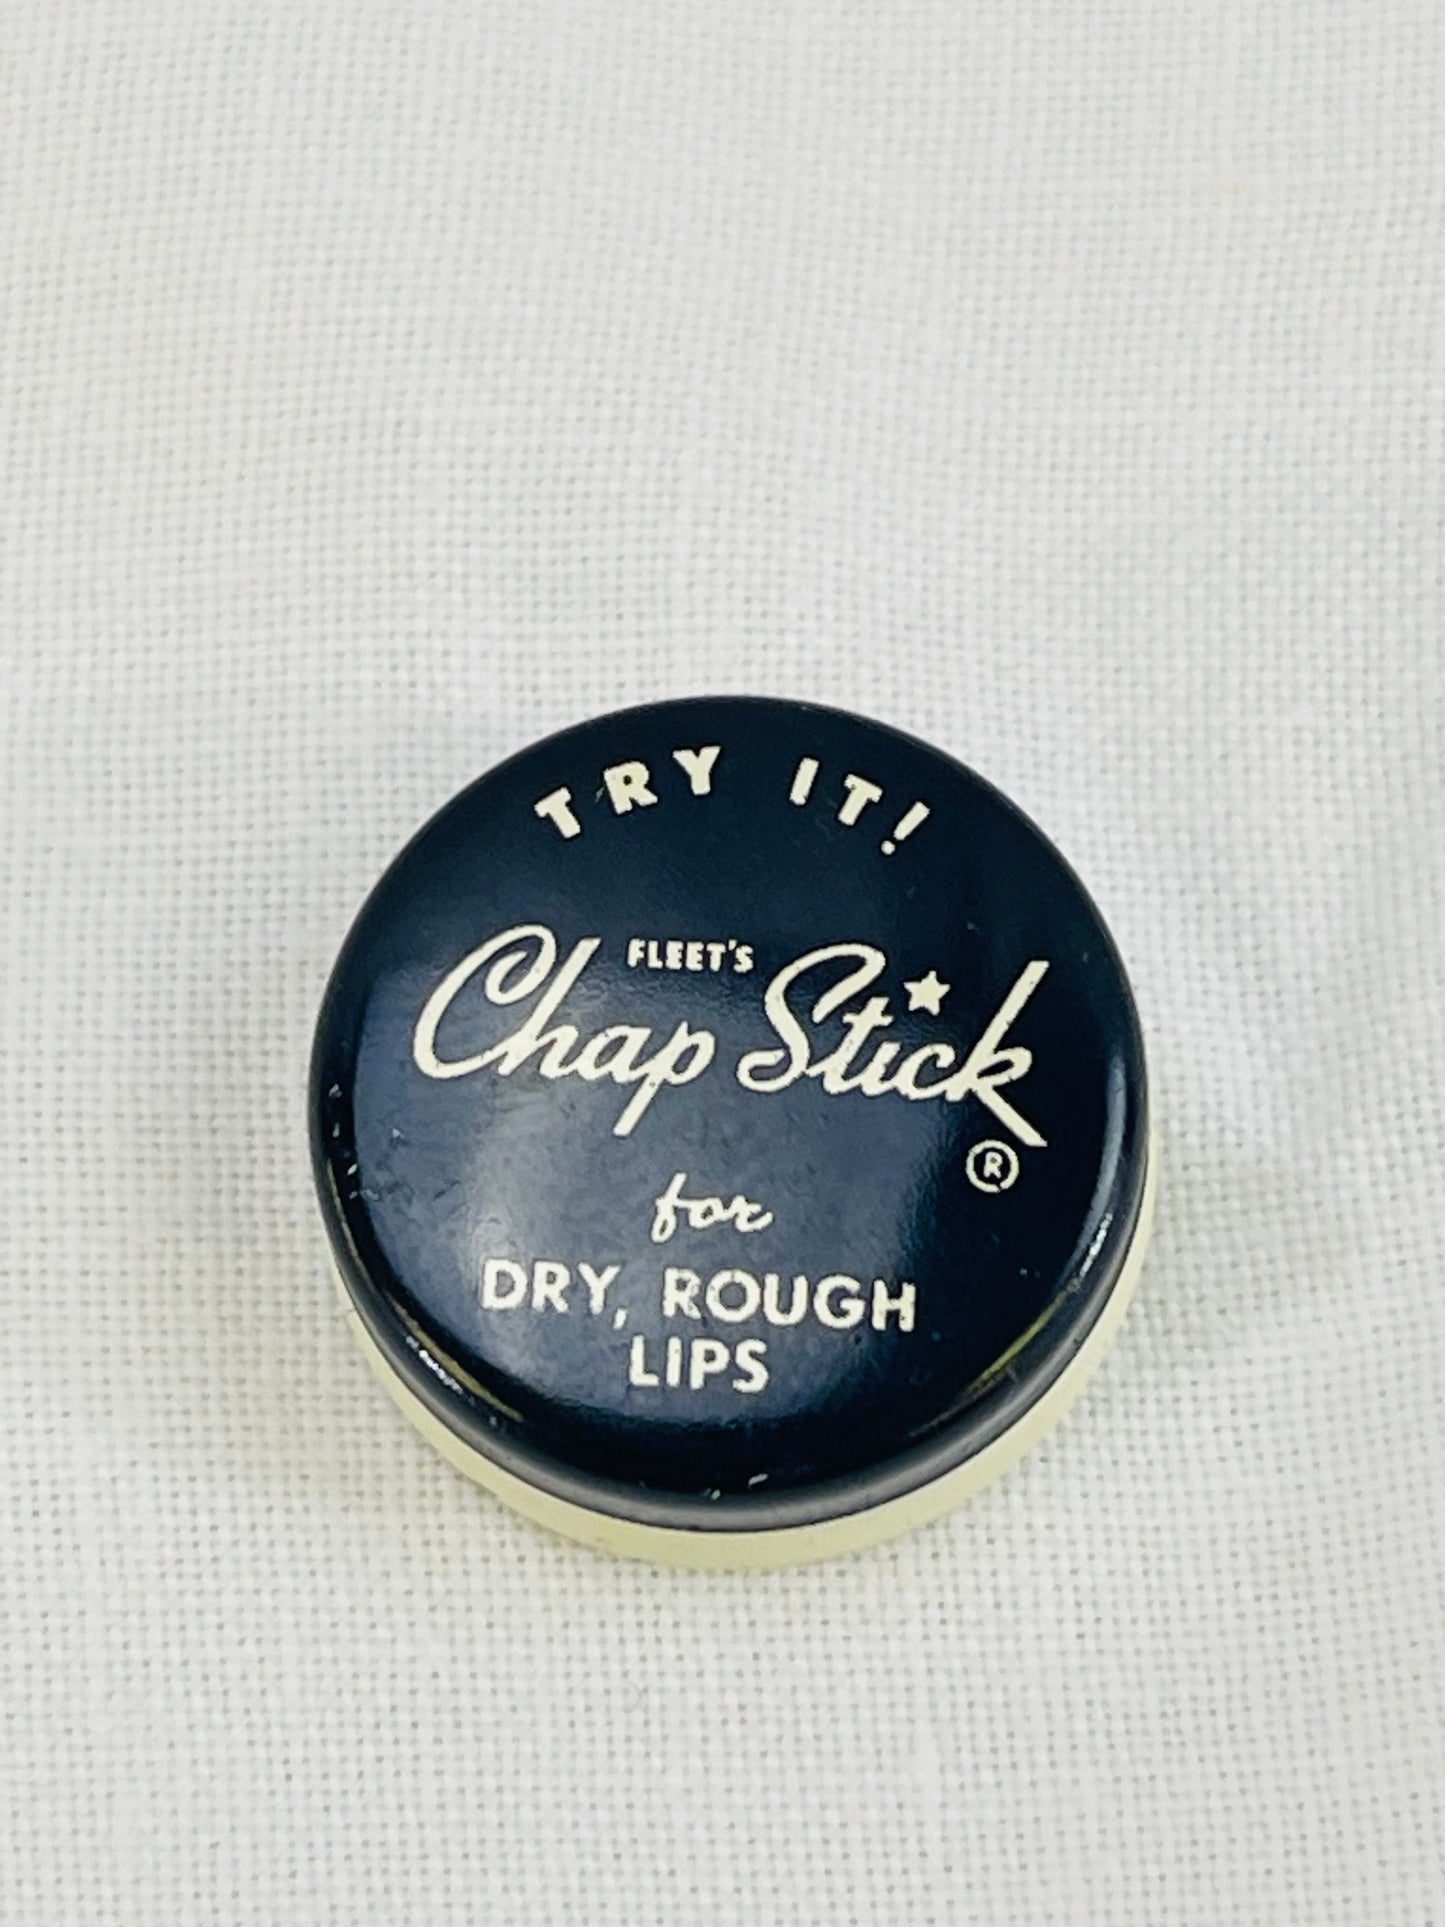 TRY IT!
FLEET'S
Chap Stick ®
for
DRY, ROUGH
LIPS